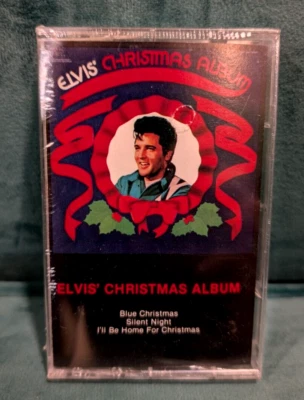 ELVIS' CHRISTMAS ALBUM
ELVIS' CHRISTMAS ALBUM
Blue Christmas
Silent Night
I'll Be Home For Christmas